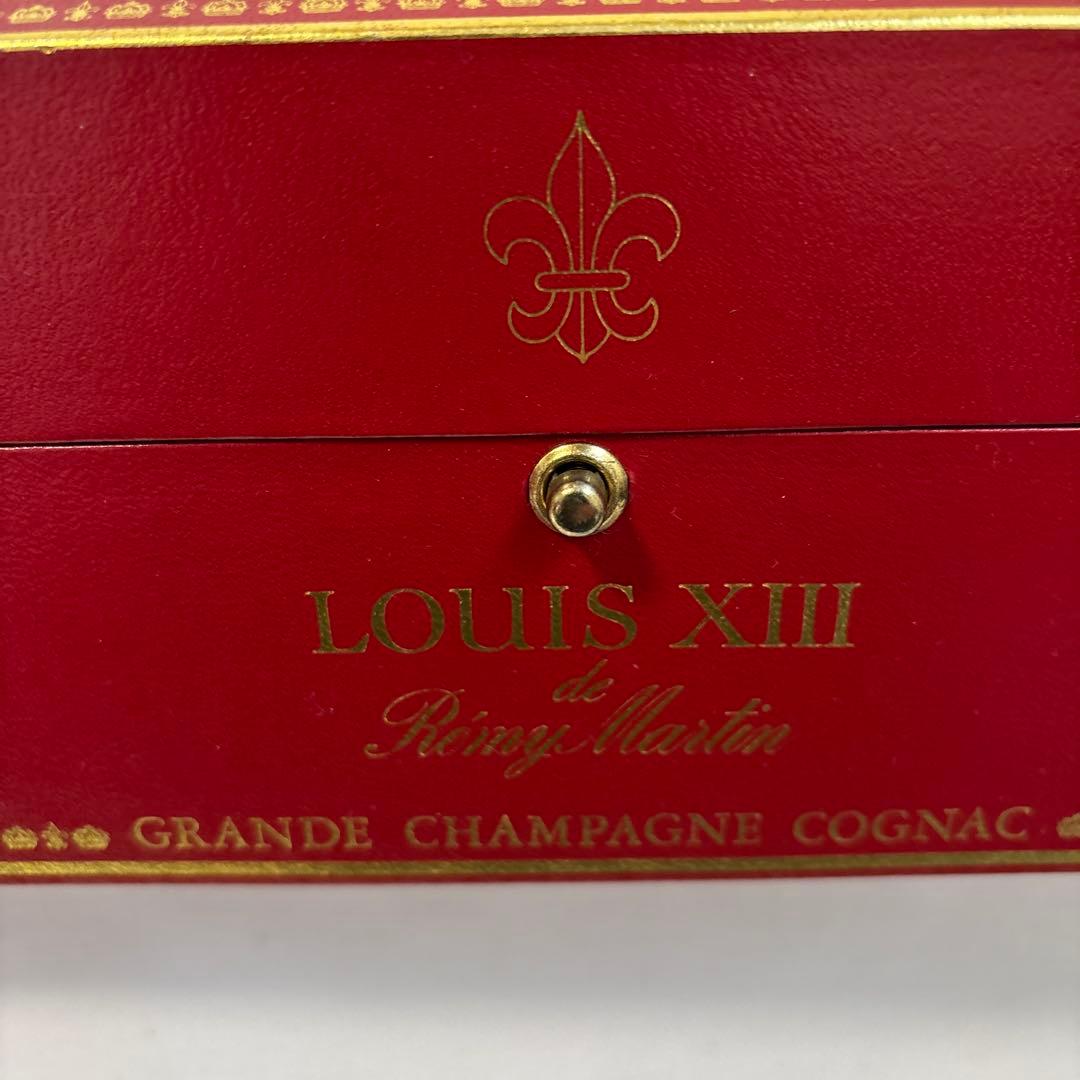 LOUIS XIII
de
Rémy Martin
GRANDE CHAMPAGNE COGNAC